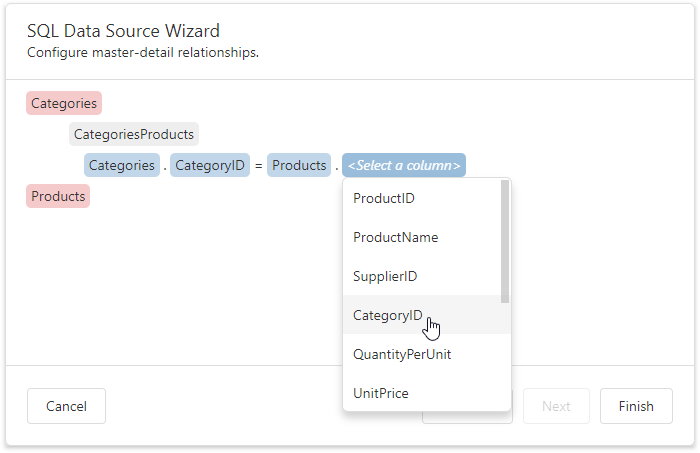 SQL Data Source Wizard
Configure master-detail relationships.
Categories
CategoriesProducts
Categories . CategoryID = Products . <Select a column>
Products
ProductID
ProductName
SupplierID
CategoryID
QuantityPerUnit
UnitPrice
Cancel Next Finish